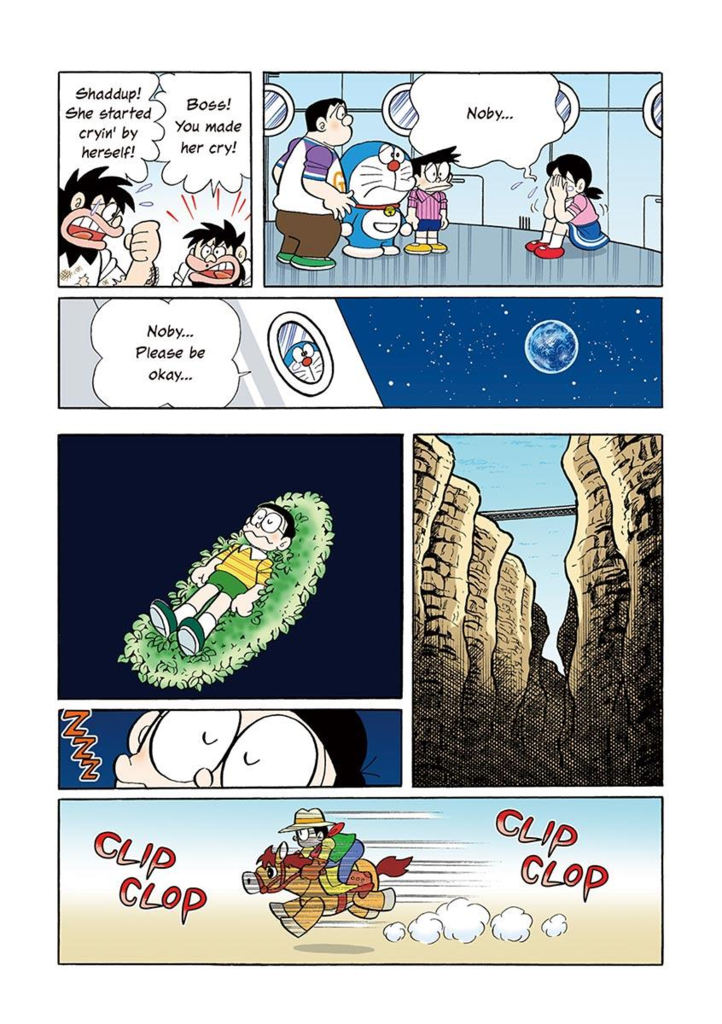 Shaddup!
She started
cryin' by
herself!
Boss!
You made
her cry!
Noby...
Noby...
Please be
okay...
ZZZZ
CLIP
CLOP
CLIP
CLOP